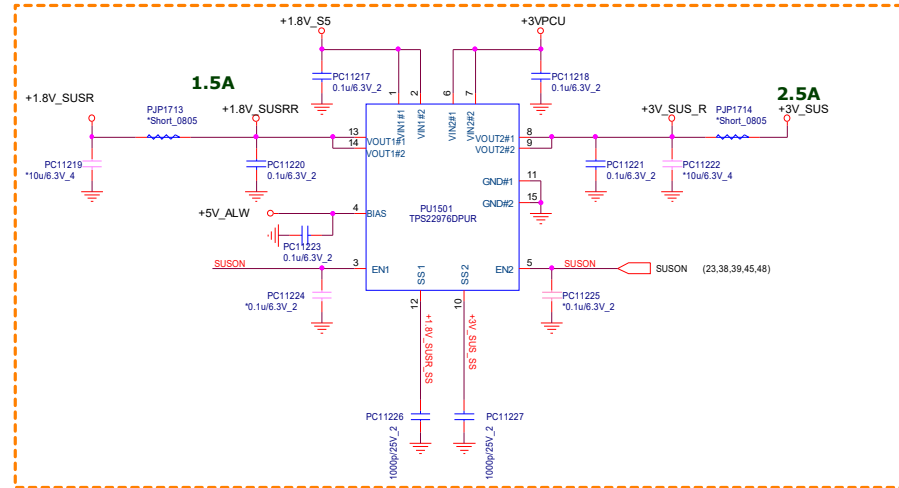 +1.8V_S5
+3VPCU
PC11217
0.1u/6.3V_2
PC11218
0.1u/6.3V_2
1.5A
2.5A
+1.8V_SUSR
PJP1713
*Short_0805
+1.8V_SUSRR
+3V_SUS_R
PJP1714
*Short_0805
+3V_SUS
1
2
6
7
VIN1#1
VIN1#2
VIN2#1
VIN2#2
13
14
VOUT1#1
VOUT1#2
VOUT2#1
VOUT2#2
8
9
PC11219
*10u/6.3V_4
PC11220
0.1u/6.3V_2
PC11221
0.1u/6.3V_2
PC11222
*10u/6.3V_4
GND#1
11
GND#2
15
+5V_ALW
4
BIAS
PU1501
TPS22976DPUR
PC11223
0.1u/6.3V_2
SUSON
3
EN1
SS1
SS2
EN2
5
SUSON
SUSON
(23,38,39,45,48)
PC11224
*0.1u/6.3V_2
PC11225
*0.1u/6.3V_2
12
10
+1.8V_SUSR_SS
+3V_SUS_SS
PC11226
1000p/25V_2
PC11227
1000p/25V_2